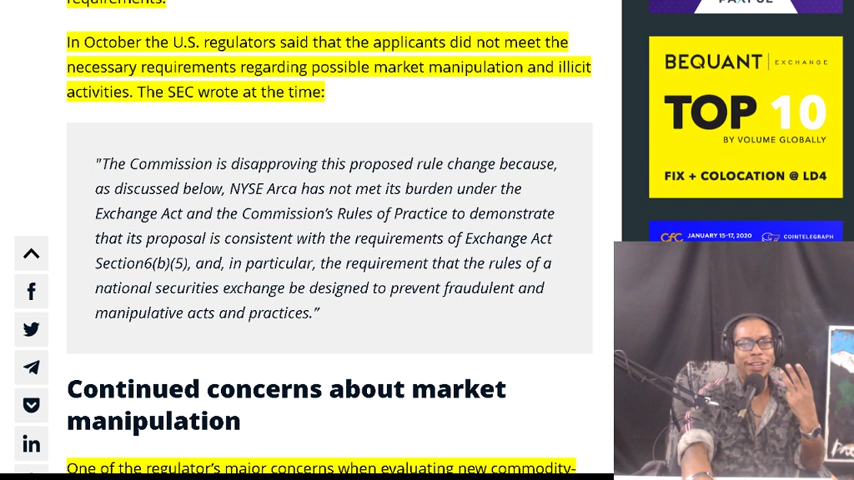 requirements.
In October the U.S. regulators said that the applicants did not meet the
necessary requirements regarding possible market manipulation and illicit
activities. The SEC wrote at the time:
"The Commission is disapproving this proposed rule change because,
as discussed below, NYSE Arca has not met its burden under the
Exchange Act and the Commission’s Rules of Practice to demonstrate
that its proposal is consistent with the requirements of Exchange Act
Section6(b)(5), and, in particular, the requirement that the rules of a
national securities exchange be designed to prevent fraudulent and
manipulative acts and practices.”
Continued concerns about market
manipulation
One of the regulator’s major concerns when evaluating new commodity-
PAXFUL
BEQUANT | EXCHANGE
TOP 10
BY VOLUME GLOBALLY
FIX + COLOCATION @ LD4
CfC JANUARY 15-17, 2020 COINTELEGRAPH